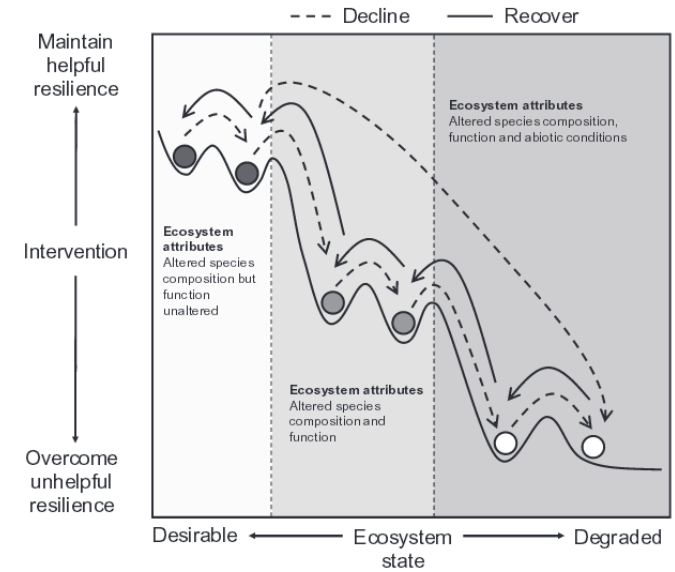 Decline
Recover
Maintain
helpful
resilience
Intervention
Overcome
unhelpful
resilience
Ecosystem
attributes
Altered species
composition but
function
unaltered
Ecosystem attributes
Altered species
composition and
function
Ecosystem attributes
Altered species composition,
function and abiotic conditions
Desirable
Ecosystem
state
Degraded